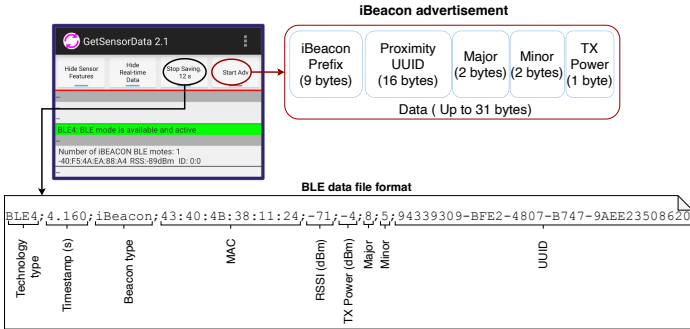 iBeacon advertisement
GetSensorData 2.1
Hide Sensor
Features
Hide
Real-time
Data
Stop Saving.
12 s
Start Adv
iBeacon
Prefix
(9 bytes)
Proximity
UUID
(16 bytes)
Major
(2 bytes)
Minor
(2 bytes)
TX
Power
(1 byte)
Data ( Up to 31 bytes)
BLE4: BLE mode is available and active
Number of iBEACON BLE motes: 1
-40:F5:4A:EA:88:A4 RSS:-89dBm ID: 0:0
BLE data file format
BLE4;4.160;iBeacon;43:40:4B:38:11:24;-71;-4;8;5;94339309-BFE2-4807-B747-9AEE23508620
Technology
type
Timestamp (s)
Beacon type
MAC
RSSI (dBm)
TX Power (dBm)
Major
Minor
UUID